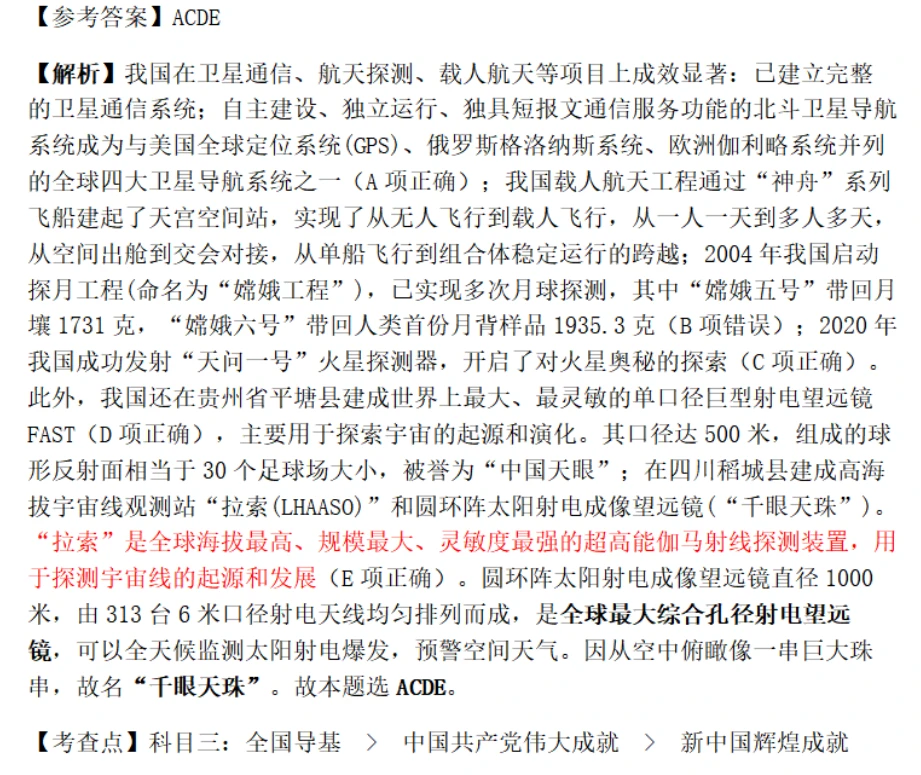 【参考答案】ACDE
【解析】我国在卫星通信、航天探测、载人航天等项目上成效显著：已建立完整
的卫星通信系统；自主建设、独立运行、独具短报文通信服务功能的北斗卫星导航
系统成为与美国全球定位系统(GPS)、俄罗斯格洛纳斯系统、欧洲伽利略系统并列
的全球四大卫星导航系统之一（A 项正确）；我国载人航天工程通过“神舟”系列
飞船建起了天宫空间站，实现了从无人飞行到载人飞行，从一人一天到多人多天，
从空间出舱到交会对接，从单船飞行到组合体稳定运行的跨越；2004 年我国启动
探月工程(命名为“嫦娥工程”)，已实现多次月球探测，其中“嫦娥五号”带回月
壤 1731 克，“嫦娥六号”带回人类首份月背样品 1935.3 克（B 项错误）；2020 年
我国成功发射“天问一号”火星探测器，开启了对火星奥秘的探索（C 项正确）。
此外，我国还在贵州省平塘县建成世界上最大、最灵敏的单口径巨型射电望远镜
FAST（D 项正确），主要用于探索宇宙的起源和演化。其口径达 500 米，组成的球
形反射面相当于 30 个足球场大小，被誉为“中国天眼”；在四川稻城县建成高海
拔宇宙线观测站“拉索(LHAASO)”和圆环阵太阳射电成像望远镜(“千眼天珠”)。
“拉索”是全球海拔最高、规模最大、灵敏度最强的超高能伽马射线探测装置，用
于探测宇宙线的起源和发展（E 项正确）。圆环阵太阳射电成像望远镜直径 1000
米，由 313 台 6 米口径射电天线均匀排列而成，是全球最大综合孔径射电望远
镜，可以全天候监测太阳射电爆发，预警空间天气。因从空中俯瞰像一串巨大珠
串，故名“千眼天珠”。故本题选 ACDE。
【考查点】科目三：全国导基 > 中国共产党伟大成就 > 新中国辉煌成就